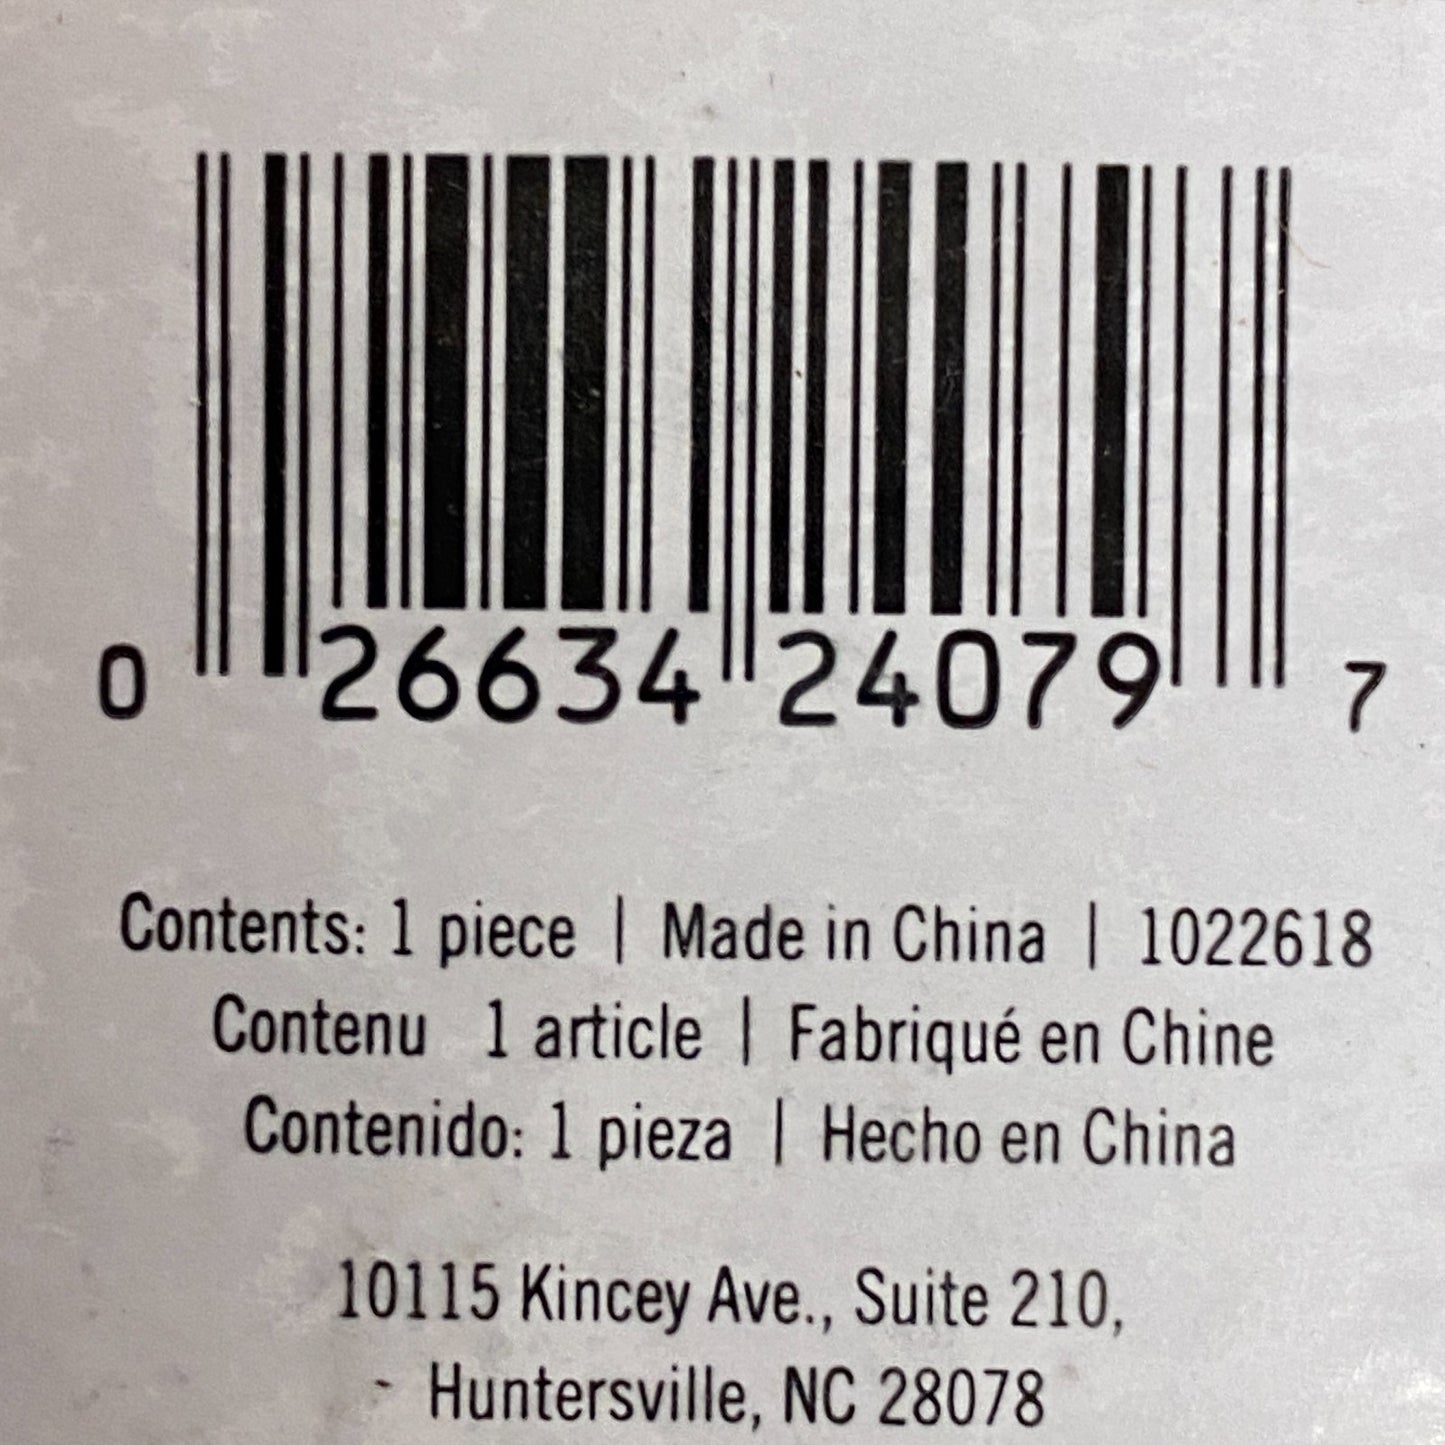 0 26634 24079 7
Contents: 1 piece | Made in China | 1022618
Contenu 1 article | Fabriqué en Chine
Contenido: 1 pieza | Hecho en China
10115 Kincey Ave., Suite 210,
Huntersville, NC 28078